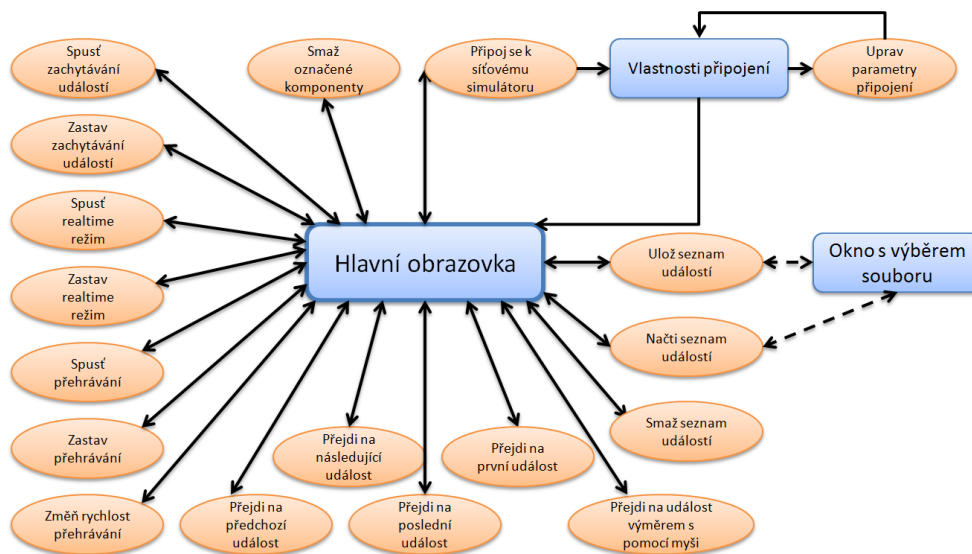 Spusť
zachytávání
událostí
Smaž
označené
komponenty
Připoj se k
síťovému
simulátoru
Vlastnosti připojení
Uprav
parametry
připojení
Zastav
zachytávání
událostí
Spusť
realtime
režim
Hlavní obrazovka
Ulož seznam
událostí
Okno s výběrem
souboru
Zastav
realtime
režim
Načti seznam
událostí
Spusť
přehrávání
Smaž seznam
událostí
Zastav
přehrávání
Přejdi na
následující
událost
Přejdi na
první událost
Změň rychlost
přehrávání
Přejdi na
předchozí
událost
Přejdi na
poslední
událost
Přejdi na událost
výměrem s
pomocí myši